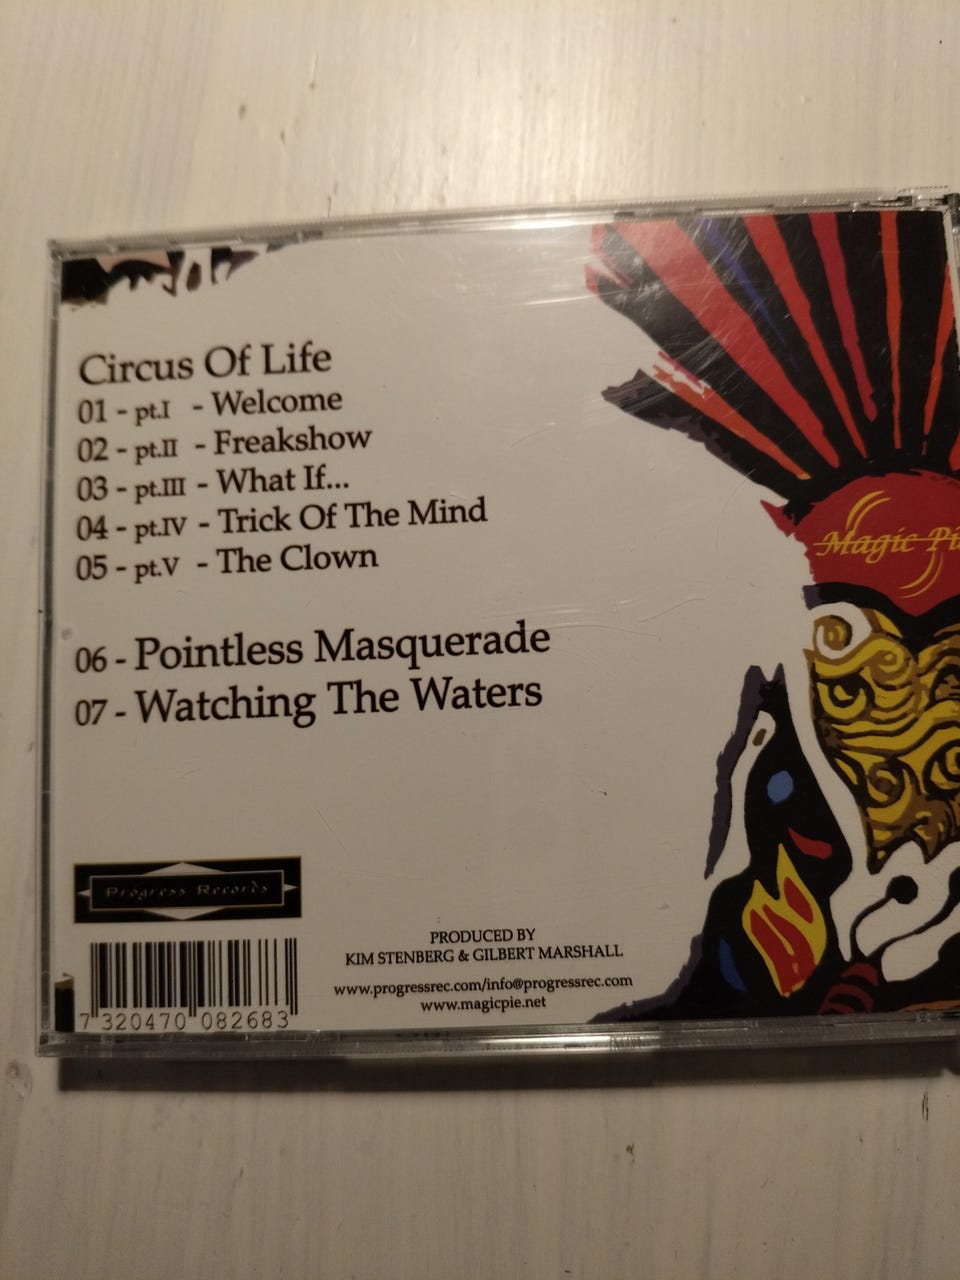 Circus Of Life
01 - pt.I - Welcome
02 - pt.II - Freakshow
03 - pt.III - What If...
04 - pt.IV - Trick Of The Mind
05 - pt.V - The Clown
06 - Pointless Masquerade
07 - Watching The Waters
Magic Pi
Progress Records
PRODUCED BY
KIM STENBERG & GILBERT MARSHALL
www.progressrec.com/info@progressrec.com
www.magicpie.net
7 320470 082683